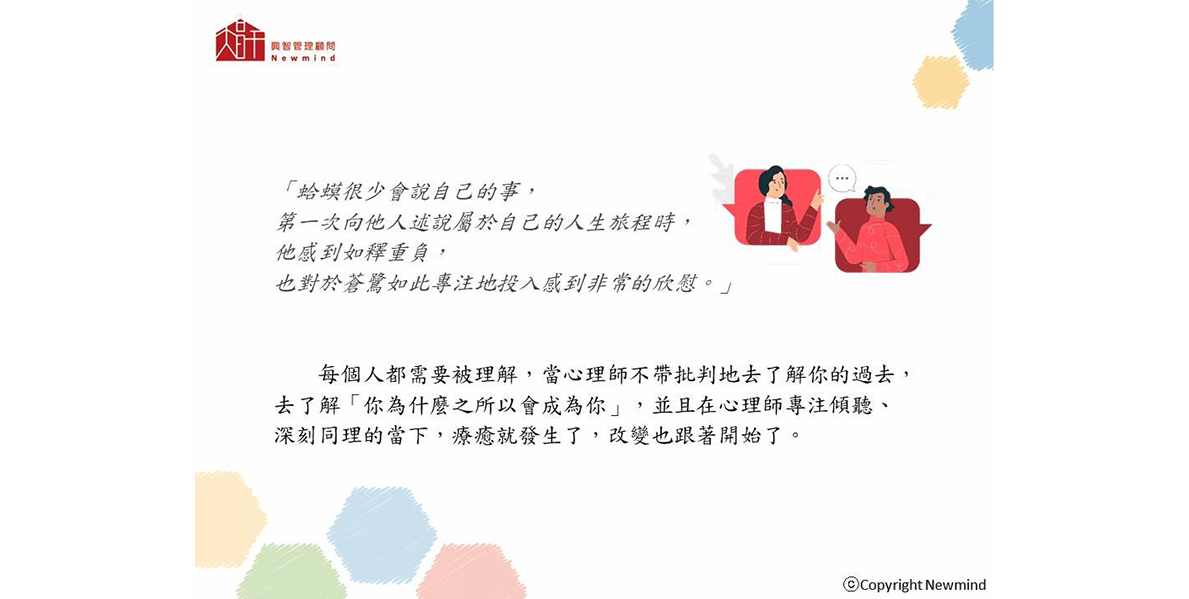 興智管理顧問
Newmind
「蛤蟆很少會說自己的事，
第一次向他人述說屬於自己的人生旅程時，
他感到如釋重負，
也對於蒼鷺如此專注地投入感到非常的欣慰。」
每個人都需要被理解，當心理師不帶批判地去了解你的過去，
去了解「你為什麼之所以會成為你」，並且在心理師專注傾聽、
深刻同理的當下，療癒就發生了，改變也跟著開始了。
ⓒCopyright Newmind